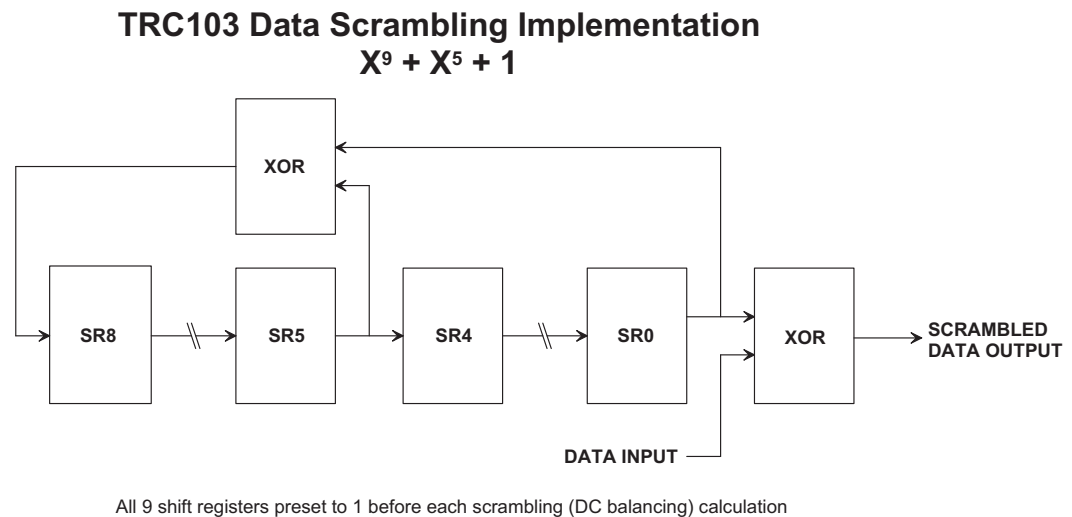 TRC103 Data Scrambling Implementation
X⁹ + X⁵ + 1
XOR
SR8
SR5
SR4
SR0
XOR
SCRAMBLED
DATA OUTPUT
DATA INPUT
All 9 shift registers preset to 1 before each scrambling (DC balancing) calculation